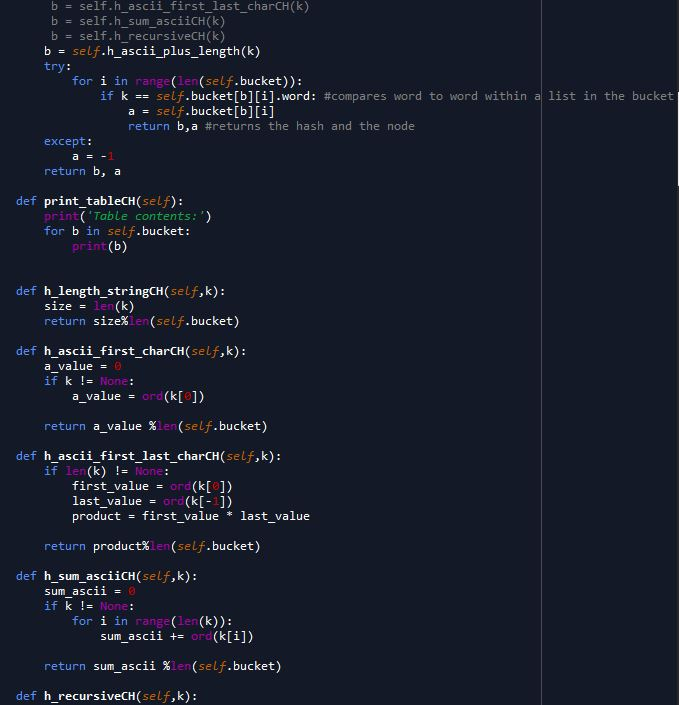 b = self.h_ascii_first_last_charCH(k)
b = self.h_sum_asciiCH(k)
b = self.h_recursiveCH(k)
b = self.h_ascii_plus_length(k)
try:
for i in range(len(self.bucket)):
if k == self.bucket[b][i].word: #compares word to word within a list in the bucket
a = self.bucket[b][i]
return b,a #returns the hash and the node
except:
a = -1
return b, a
def print_tableCH(self):
print('Table contents:')
for b in self.bucket:
print(b)
def h_length_stringCH(self,k):
size = len(k)
return size%len(self.bucket)
def h_ascii_first_charCH(self,k):
a_value = 0
if k != None:
a_value = ord(k[0])
return a_value %len(self.bucket)
def h_ascii_first_last_charCH(self,k):
if len(k) != None:
first_value = ord(k[0])
last_value = ord(k[-1])
product = first_value * last_value
return product%len(self.bucket)
def h_sum_asciiCH(self,k):
sum_ascii = 0
if k != None:
for i in range(len(k)):
sum_ascii += ord(k[i])
return sum_ascii %len(self.bucket)
def h_recursiveCH(self,k):